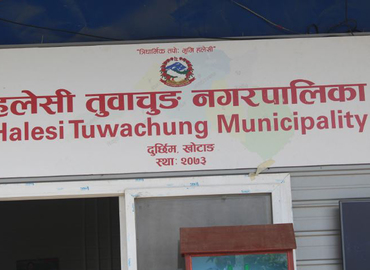 हलेसी तुवाचुङ नगरपालिका
Halesi Tuwachung Municipality
दुर्छिम, खोटाङ
स्था: २०७३